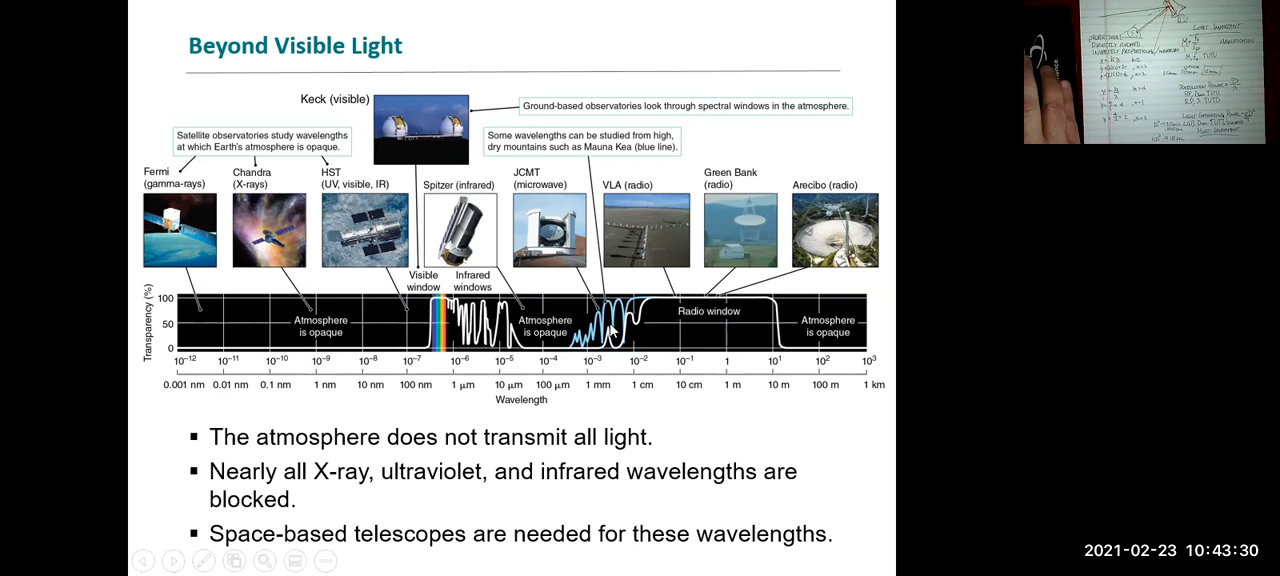 Beyond Visible Light
Keck (visible)
Ground-based observatories look through spectral windows in the atmosphere.
Satellite observatories study wavelengths
at which Earth's atmosphere is opaque.
Some wavelengths can be studied from high,
dry mountains such as Mauna Kea (blue line).
Fermi
(gamma-rays)
Chandra
(X-rays)
HST
(UV, visible, IR)
Spitzer (infrared)
JCMT
(microwave)
VLA (radio)
Green Bank
(radio)
Arecibo (radio)
Visible
window
Infrared
windows
Transparency (%)
100
50
0
Atmosphere
is opaque
Atmosphere
is opaque
Radio window
Atmosphere
is opaque
10⁻¹² 10⁻¹¹ 10⁻¹⁰ 10⁻⁹ 10⁻⁸ 10⁻⁷ 10⁻⁶ 10⁻⁵ 10⁻⁴ 10⁻³ 10⁻² 10⁻¹ 1 10¹ 10² 10³
0.001 nm 0.01 nm 0.1 nm 1 nm 10 nm 100 nm 1 μm 10 μm 100 μm 1 mm 1 cm 10 cm 1 m 10 m 100 m 1 km
Wavelength
▪ The atmosphere does not transmit all light.
▪ Nearly all X-ray, ultraviolet, and infrared wavelengths are
blocked.
▪ Space-based telescopes are needed for these wavelengths.
LEAST IMPORTANT
MAGNIFICATION
DIRECTLY RELATED
MOST IMPORTANT
2021-02-23 10:43:30